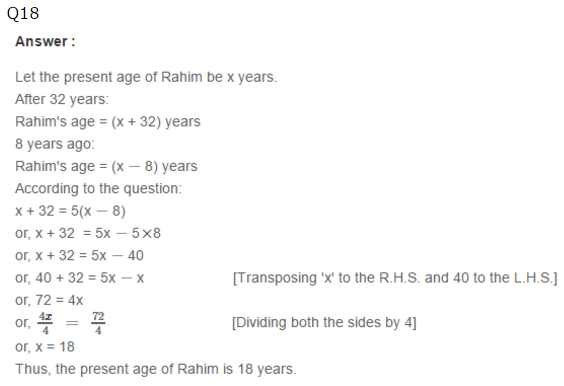 Q18
Answer :
Let the present age of Rahim be x years.
After 32 years:
Rahim's age = (x + 32) years
8 years ago:
Rahim's age = (x — 8) years
According to the question:
x + 32 = 5(x — 8)
or, x + 32 = 5x — 5×8
or, x + 32 = 5x — 40
or, 40 + 32 = 5x — x [Transposing 'x' to the R.H.S. and 40 to the L.H.S.]
or, 72 = 4x
or, 4x/4 = 72/4 [Dividing both the sides by 4]
or, x = 18
Thus, the present age of Rahim is 18 years.